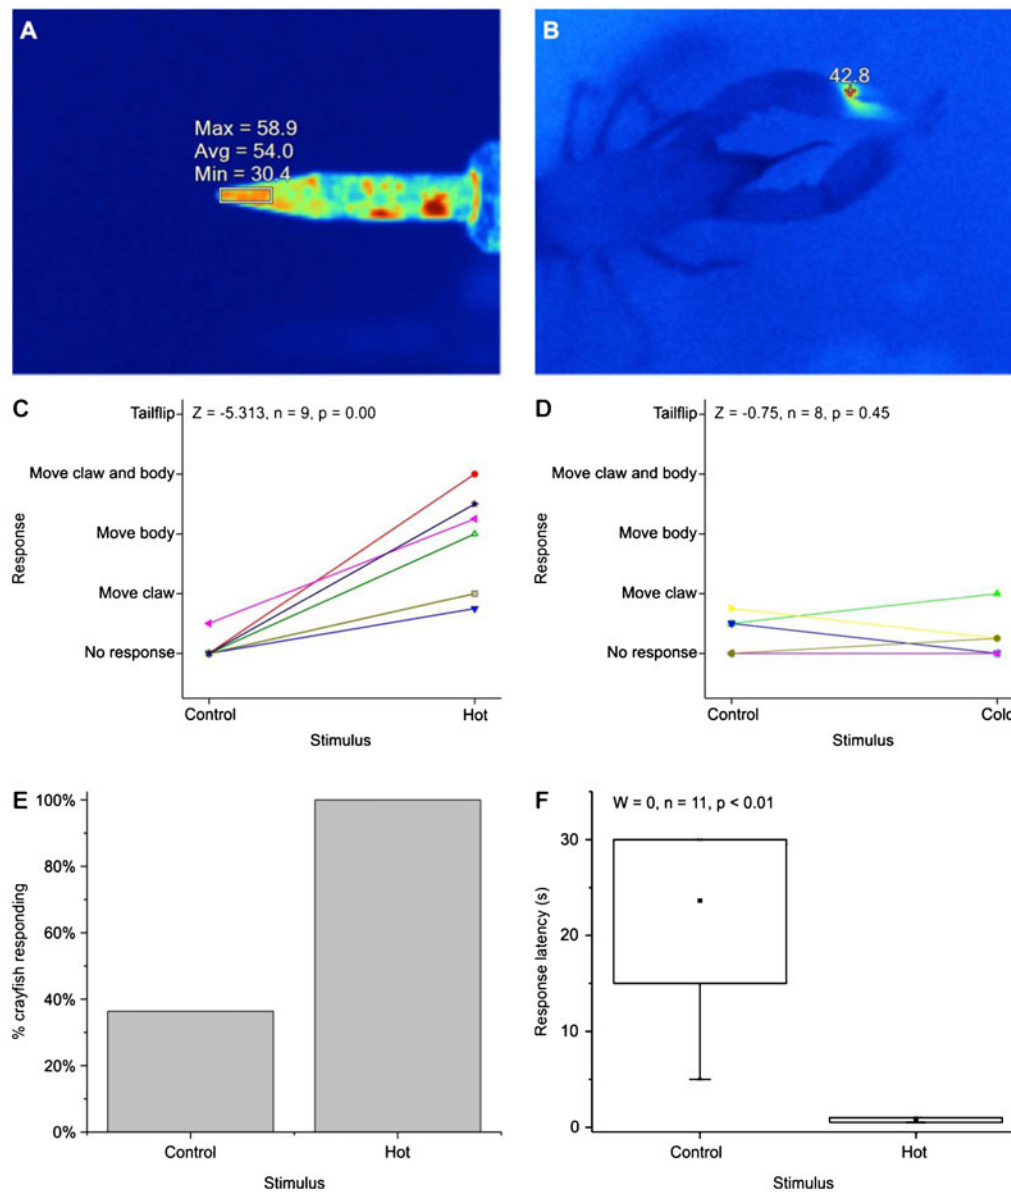 A
Max = 58.9
Avg = 54.0
Min = 30.4
B
42.8
C
Z = -5.313, n = 9, p = 0.00
Tailflip
Move claw and body
Move body
Move claw
No response
Response
Control
Hot
Stimulus
D
Z = -0.75, n = 8, p = 0.45
Tailflip
Move claw and body
Move body
Move claw
No response
Response
Control
Cold
Stimulus
E
100%
80%
60%
40%
20%
0%
% crayfish responding
Control
Hot
Stimulus
F
W = 0, n = 11, p < 0.01
30
20
10
0
Response latency (s)
Control
Hot
Stimulus